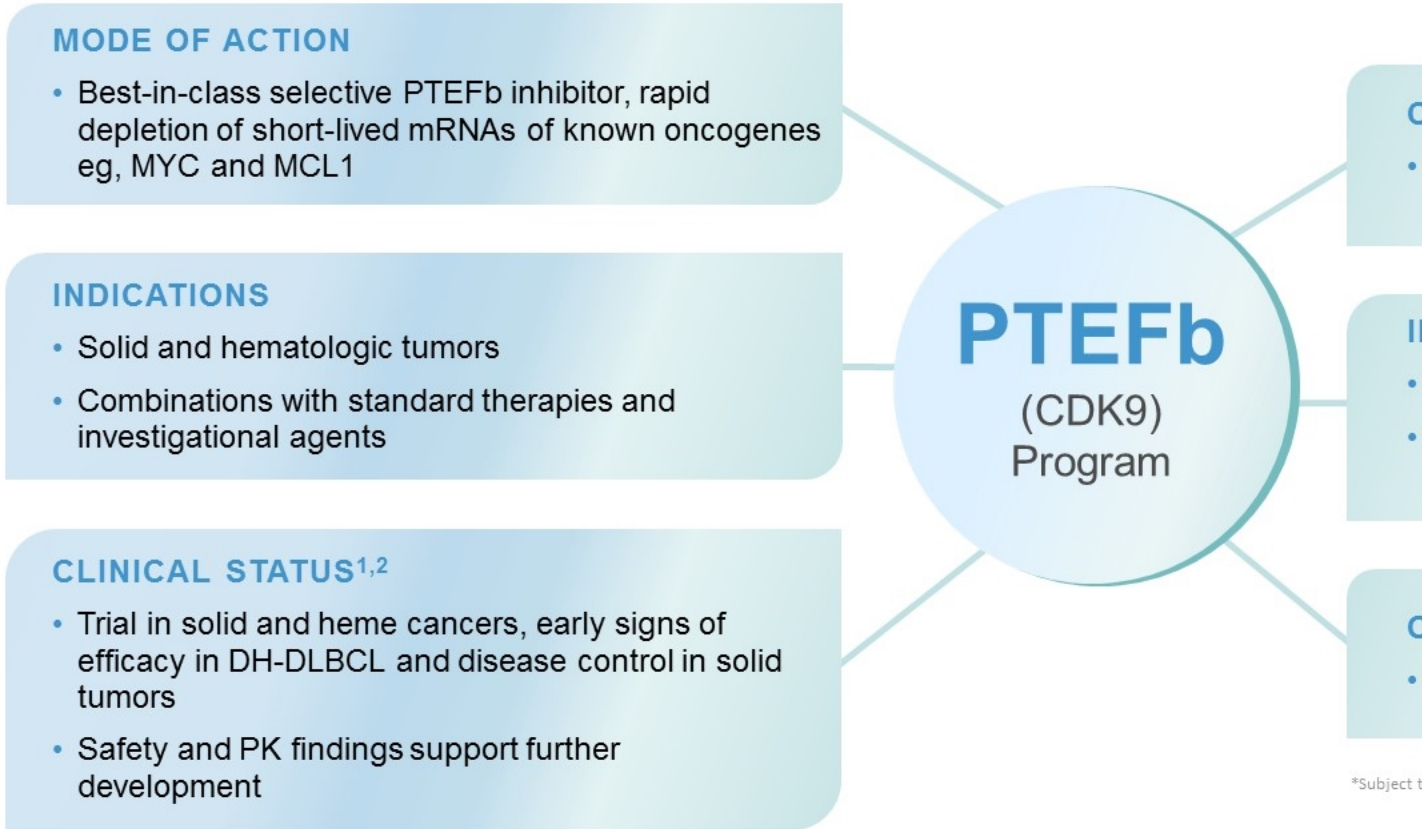 MODE OF ACTION
• Best-in-class selective PTEFb inhibitor, rapid
depletion of short-lived mRNAs of known oncogenes
eg, MYC and MCL1
INDICATIONS
• Solid and hematologic tumors
• Combinations with standard therapies and
investigational agents
CLINICAL STATUS1,2
• Trial in solid and heme cancers, early signs of
efficacy in DH-DLBCL and disease control in solid
tumors
• Safety and PK findings support further
development
PTEFb
(CDK9)
Program
*Subject